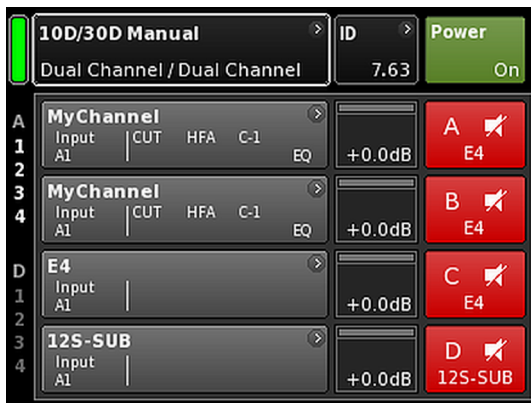 10D/30D Manual
Dual Channel / Dual Channel
ID
7.63
Power
On
A
1
2
3
4
D
1
2
3
4
MyChannel
Input CUT HFA C-1
A1 EQ
+0.0dB
A
E4
MyChannel
Input CUT HFA C-1
A1 EQ
+0.0dB
B
E4
E4
Input
A1
+0.0dB
C
E4
12S-SUB
Input
A1
+0.0dB
D
12S-SUB